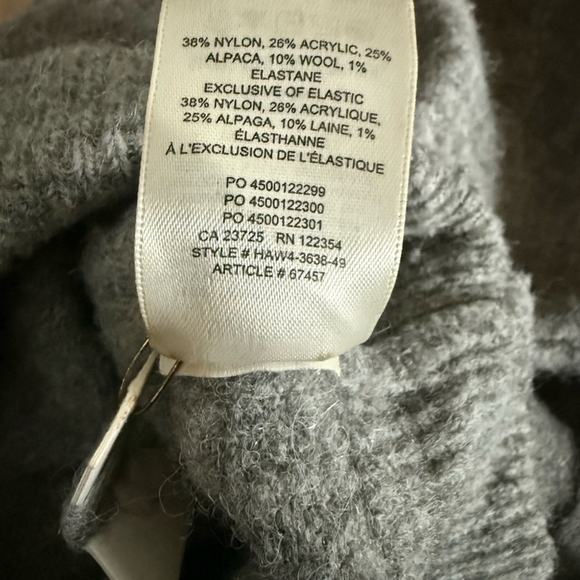 38% NYLON, 26% ACRYLIC, 25%
ALPACA, 10% WOOL, 1%
ELASTANE
EXCLUSIVE OF ELASTIC
38% NYLON, 26% ACRYLIQUE,
25% ALPAGA, 10% LAINE, 1%
ÉLASTHANNE
À L'EXCLUSION DE L'ÉLASTIQUE
PO 4500122299
PO 4500122300
PO 4500122301
CA 23725 RN 122354
STYLE # HAW4-3638-49
ARTICLE # 67457